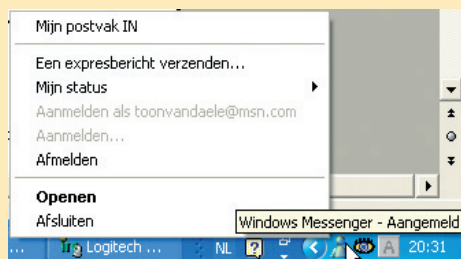 Mijn postvak IN
Een expresbericht verzenden...
Mijn status
Aanmelden als toonvandaele@msn.com
Aanmelden...
Afmelden
Openen
Afsluiten
Windows Messenger - Aangemeld
... Logitech ... NL A 20:31